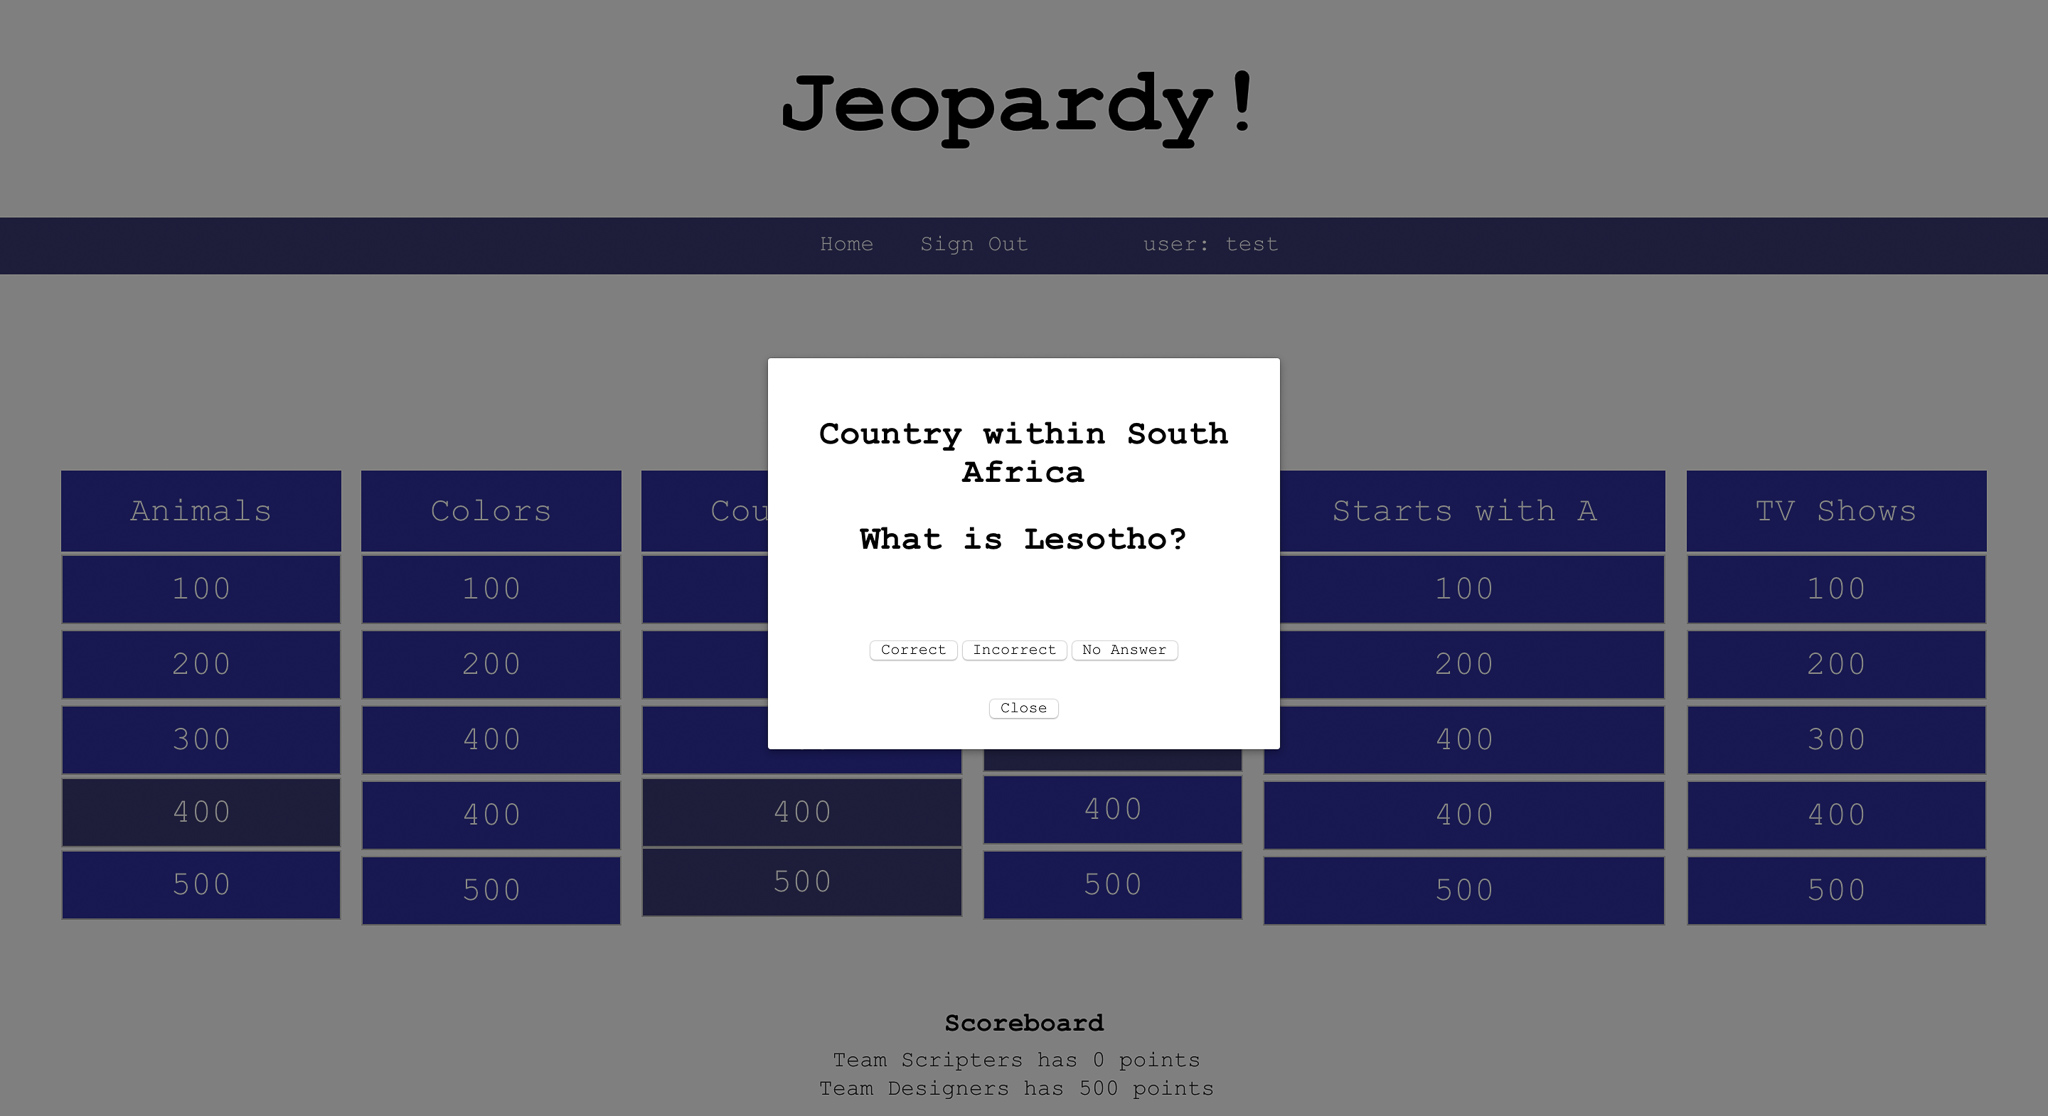 Jeopardy!
Home Sign Out user: test
Country within South
Africa
What is Lesotho?
Correct Incorrect No Answer
Close
Animals Colors Cou Starts with A TV Shows
100 100 100 100
200 200 200 200
300 400 400 300
400 400 400 400 400 400
500 500 500 500 500 500
Scoreboard
Team Scripters has 0 points
Team Designers has 500 points